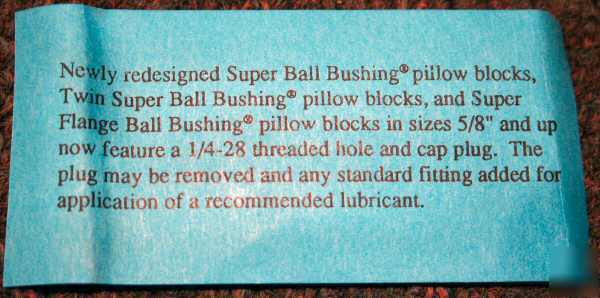 Newly redesigned Super Ball Bushing® pillow blocks,
Twin Super Ball Bushing® pillow blocks, and Super
Flange Ball Bushing® pillow blocks in sizes 5/8" and up
now feature a 1/4-28 threaded hole and cap plug. The
plug may be removed and any standard fitting added for
application of a recommended lubricant.